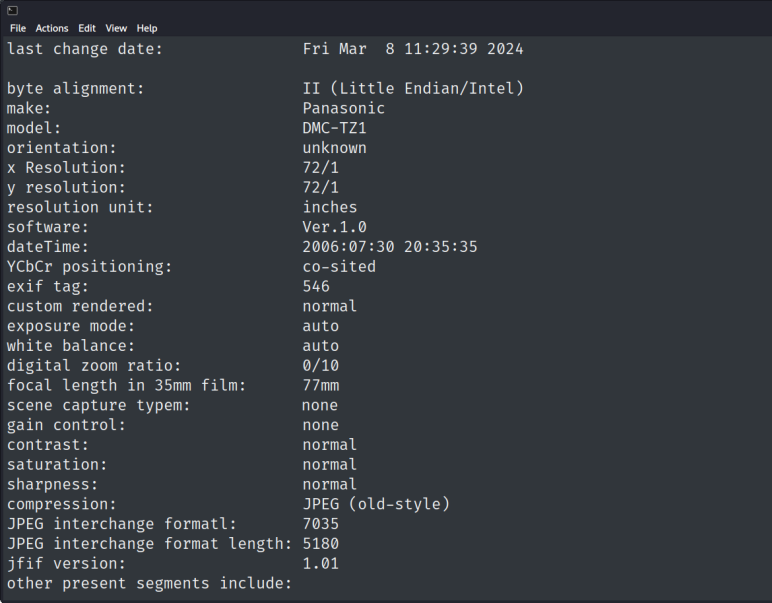 File Actions Edit View Help
last change date: Fri Mar  8 11:29:39 2024
byte alignment: II (Little Endian/Intel)
make: Panasonic
model: DMC-TZ1
orientation: unknown
x Resolution: 72/1
y resolution: 72/1
resolution unit: inches
software: Ver.1.0
dateTime: 2006:07:30 20:35:35
YCbCr positioning: co-sited
exif tag: 546
custom rendered: normal
exposure mode: auto
white balance: auto
digital zoom ratio: 0/10
focal length in 35mm film: 77mm
scene capture typem: none
gain control: none
contrast: normal
saturation: normal
sharpness: normal
compression: JPEG (old-style)
JPEG interchange formatl: 7035
JPEG interchange format length: 5180
jfif version: 1.01
other present segments include: